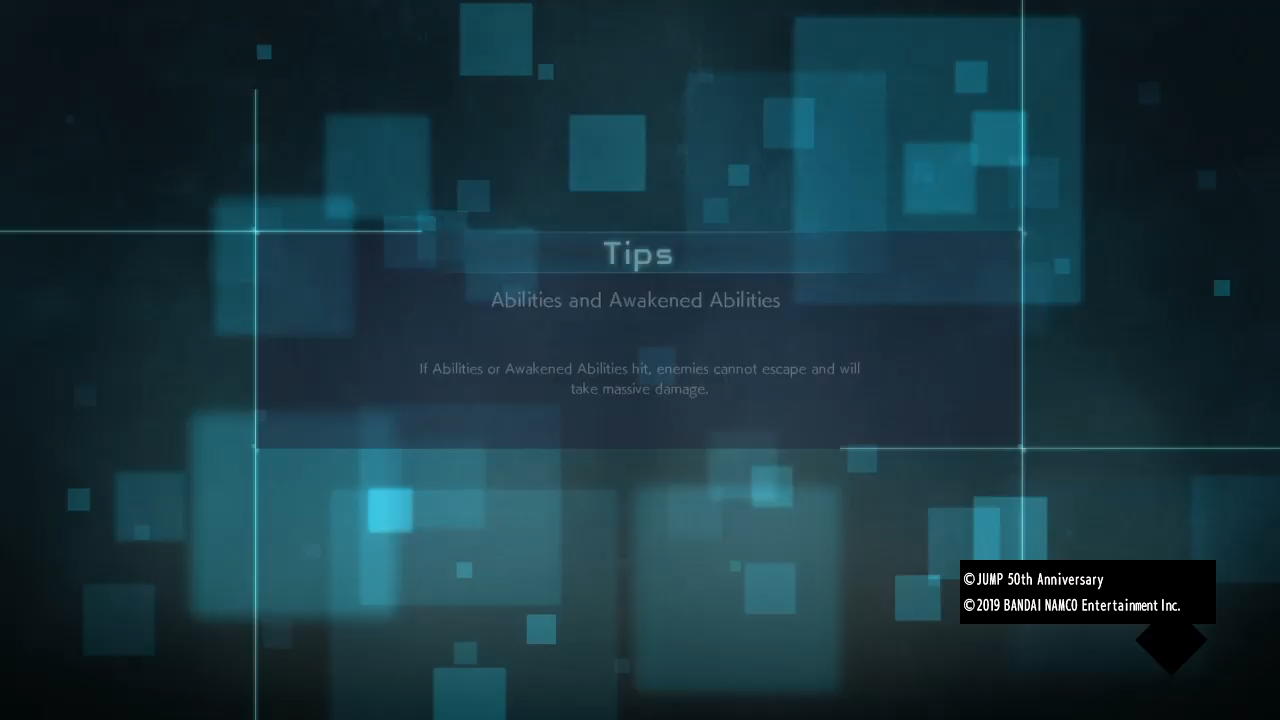 Tips
Abilities and Awakened Abilities
If Abilities or Awakened Abilities hit, enemies cannot escape and will
take massive damage.
©JUMP 50th Anniversary
©2019 BANDAI NAMCO Entertainment Inc.